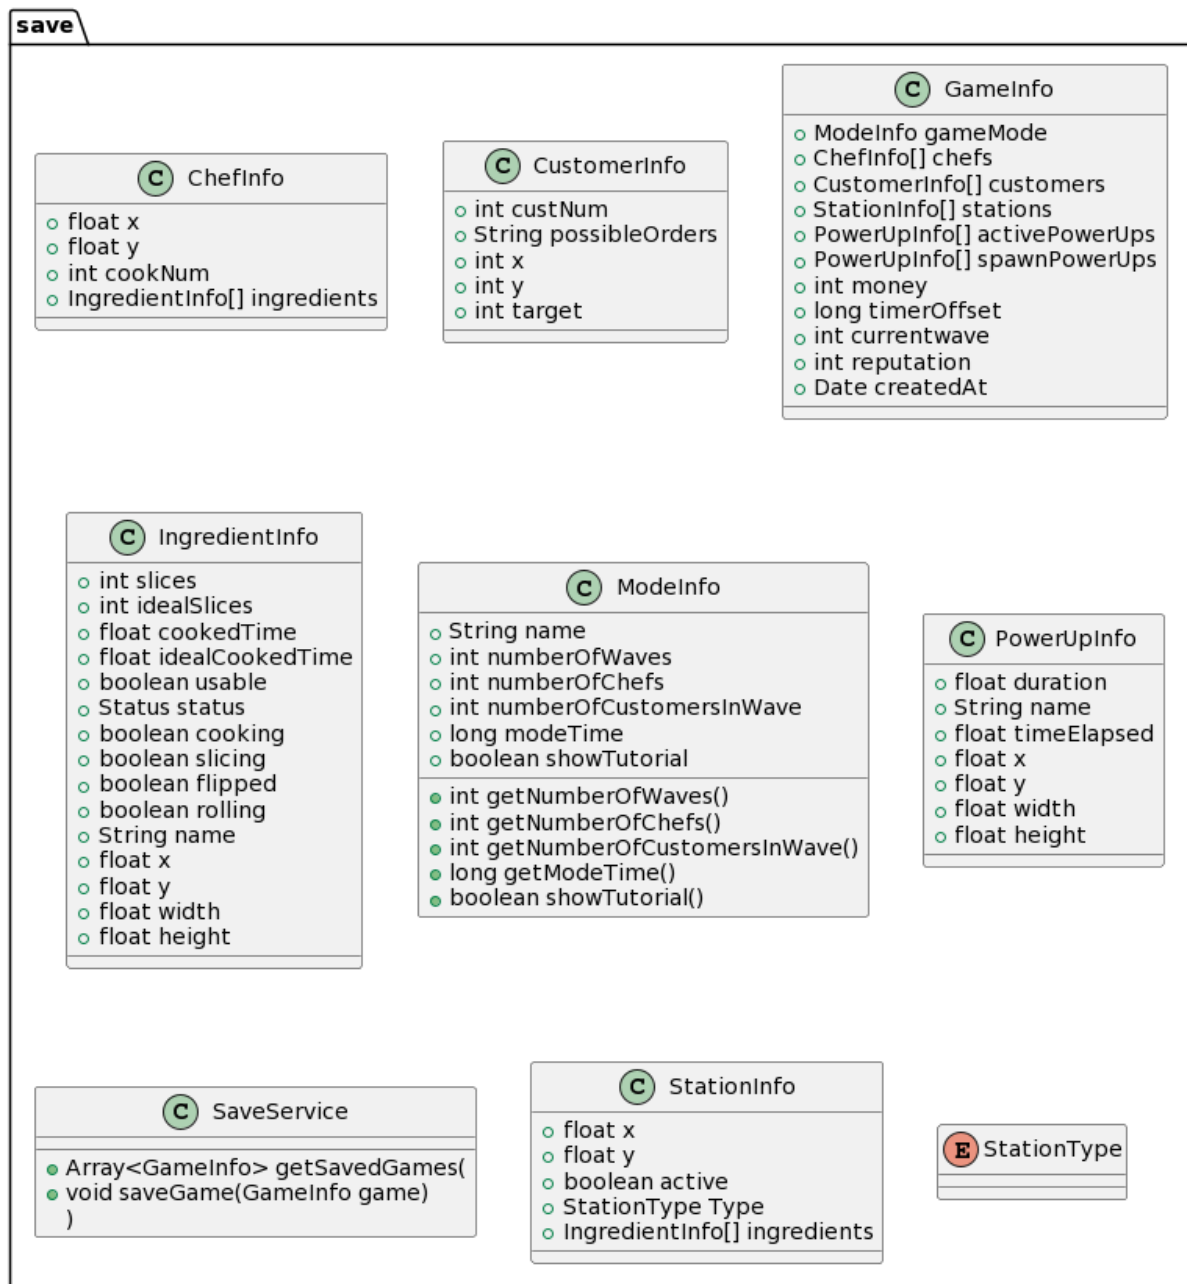 save
C ChefInfo
float x
float y
int cookNum
IngredientInfo[] ingredients
C CustomerInfo
int custNum
String possibleOrders
int x
int y
int target
C GameInfo
ModeInfo gameMode
ChefInfo[] chefs
CustomerInfo[] customers
StationInfo[] stations
PowerUpInfo[] activePowerUps
PowerUpInfo[] spawnPowerUps
int money
long timerOffset
int currentwave
int reputation
Date createdAt
C IngredientInfo
int slices
int idealSlices
float cookedTime
float idealCookedTime
boolean usable
Status status
boolean cooking
boolean slicing
boolean flipped
boolean rolling
String name
float x
float y
float width
float height
C ModeInfo
String name
int numberOfWaves
int numberOfChefs
int numberOfCustomersInWave
long modeTime
boolean showTutorial
int getNumberOfWaves()
int getNumberOfChefs()
int getNumberOfCustomersInWave()
long getModeTime()
boolean showTutorial()
C PowerUpInfo
float duration
String name
float timeElapsed
float x
float y
float width
float height
C SaveService
Array<GameInfo> getSavedGames(
void saveGame(GameInfo game)
)
C StationInfo
float x
float y
boolean active
StationType Type
IngredientInfo[] ingredients
E StationType